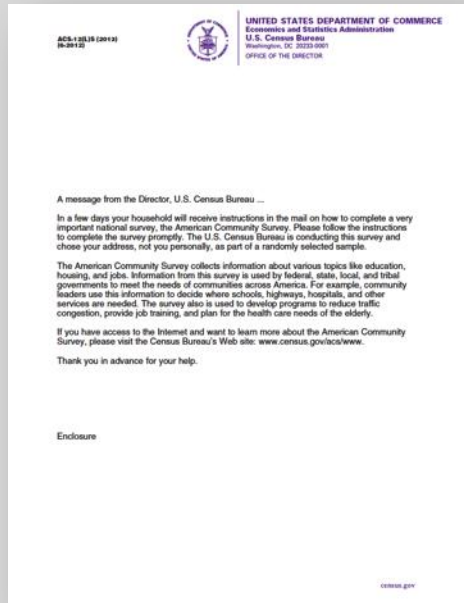 ACS-12(L)S (2013)
(6-2012)
UNITED STATES DEPARTMENT OF COMMERCE
Economics and Statistics Administration
U.S. Census Bureau
Washington, DC 20233-0001
OFFICE OF THE DIRECTOR
A message from the Director, U.S. Census Bureau ...
In a few days your household will receive instructions in the mail on how to complete a very
important national survey, the American Community Survey. Please follow the instructions
to complete the survey promptly. The U.S. Census Bureau is conducting this survey and
chose your address, not you personally, as part of a randomly selected sample.
The American Community Survey collects information about various topics like education,
housing, and jobs. Information from this survey is used by federal, state, local, and tribal
governments to meet the needs of communities across America. For example, community
leaders use this information to decide where schools, highways, hospitals, and other
services are needed. The survey also is used to develop programs to reduce traffic
congestion, provide job training, and plan for the health care needs of the elderly.
If you have access to the Internet and want to learn more about the American Community
Survey, please visit the Census Bureau's Web site: www.census.gov/acs/www.
Thank you in advance for your help.
Enclosure
census.gov